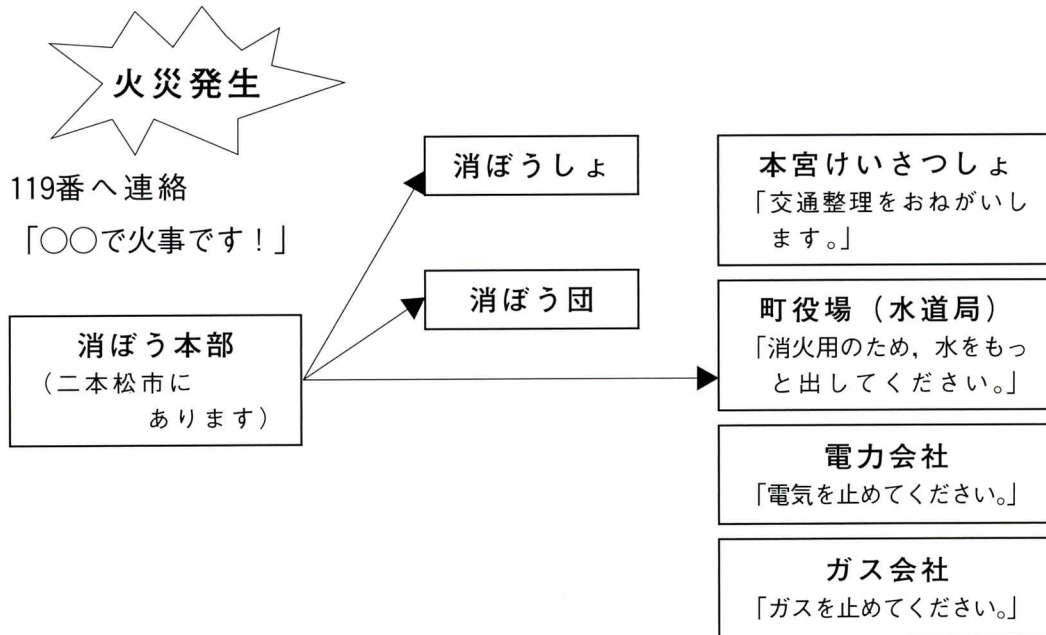 火災発生
119番へ連絡
「○○で火事です！」
消ぼう本部
（二本松市に
あります）
消ぼうしょ
消ぼう団
本宮けいさつしょ
「交通整理をおねがいし
ます。」
町役場（水道局）
「消火用のため，水をもっ
と出してください。」
電力会社
「電気を止めてください。」
ガス会社
「ガスを止めてください。」